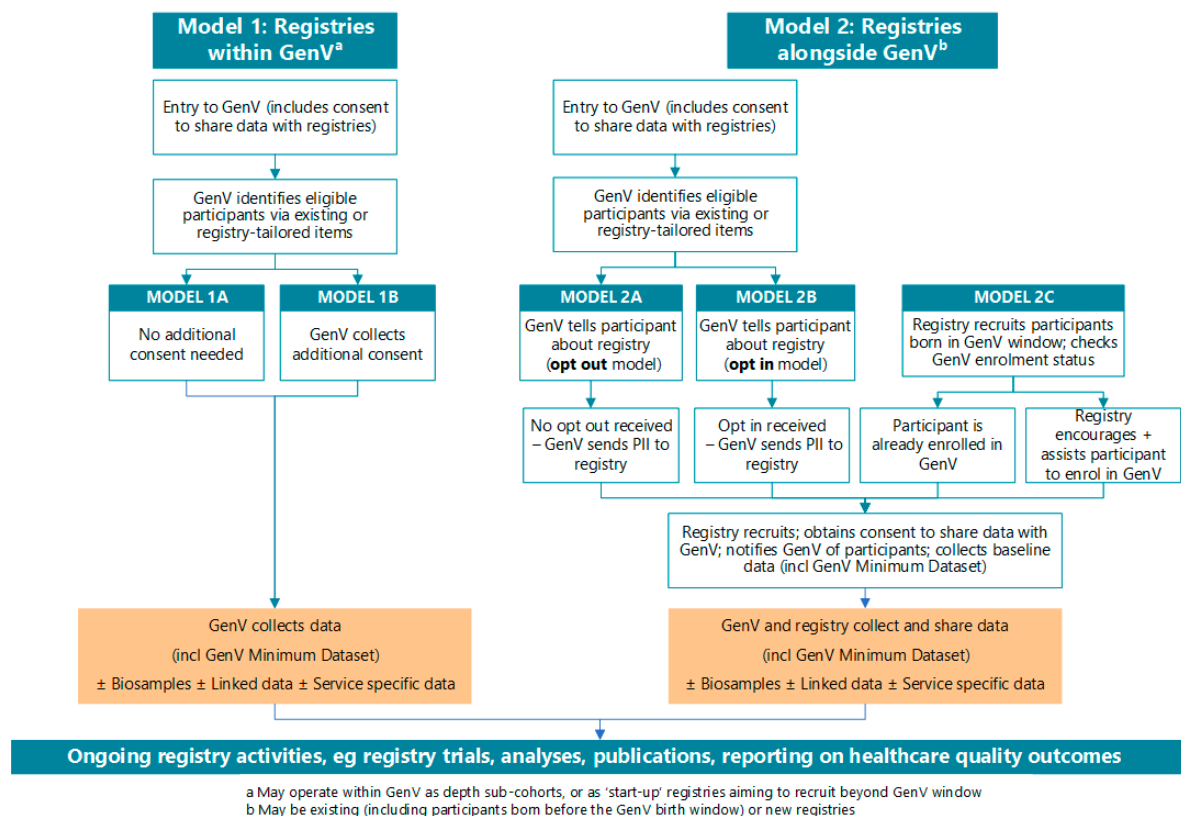 Model 1: Registries
within GenVᵃ
Model 2: Registries
alongside GenVᵇ
Entry to GenV (includes consent
to share data with registries)
Entry to GenV (includes consent
to share data with registries)
GenV identifies eligible
participants via existing or
registry-tailored items
GenV identifies eligible
participants via existing or
registry-tailored items
MODEL 1A
No additional
consent needed
MODEL 1B
GenV collects
additional consent
MODEL 2A
GenV tells participant
about registry
(opt out model)
MODEL 2B
GenV tells participant
about registry
(opt in model)
MODEL 2C
Registry recruits participants
born in GenV window; checks
GenV enrolment status
No opt out received
– GenV sends PII to
registry
Opt in received
– GenV sends PII to
registry
Participant is
already enrolled in
GenV
Registry
encourages +
assists participant
to enrol in GenV
Registry recruits; obtains consent to share data with
GenV; notifies GenV of participants; collects baseline
data (incl GenV Minimum Dataset)
GenV collects data
(incl GenV Minimum Dataset)
± Biosamples ± Linked data ± Service specific data
GenV and registry collect and share data
(incl GenV Minimum Dataset)
± Biosamples ± Linked data ± Service specific data
Ongoing registry activities, eg registry trials, analyses, publications, reporting on healthcare quality outcomes
a May operate within GenV as depth sub-cohorts, or as ‘start-up’ registries aiming to recruit beyond GenV window
b May be existing (including participants born before the GenV birth window) or new registries